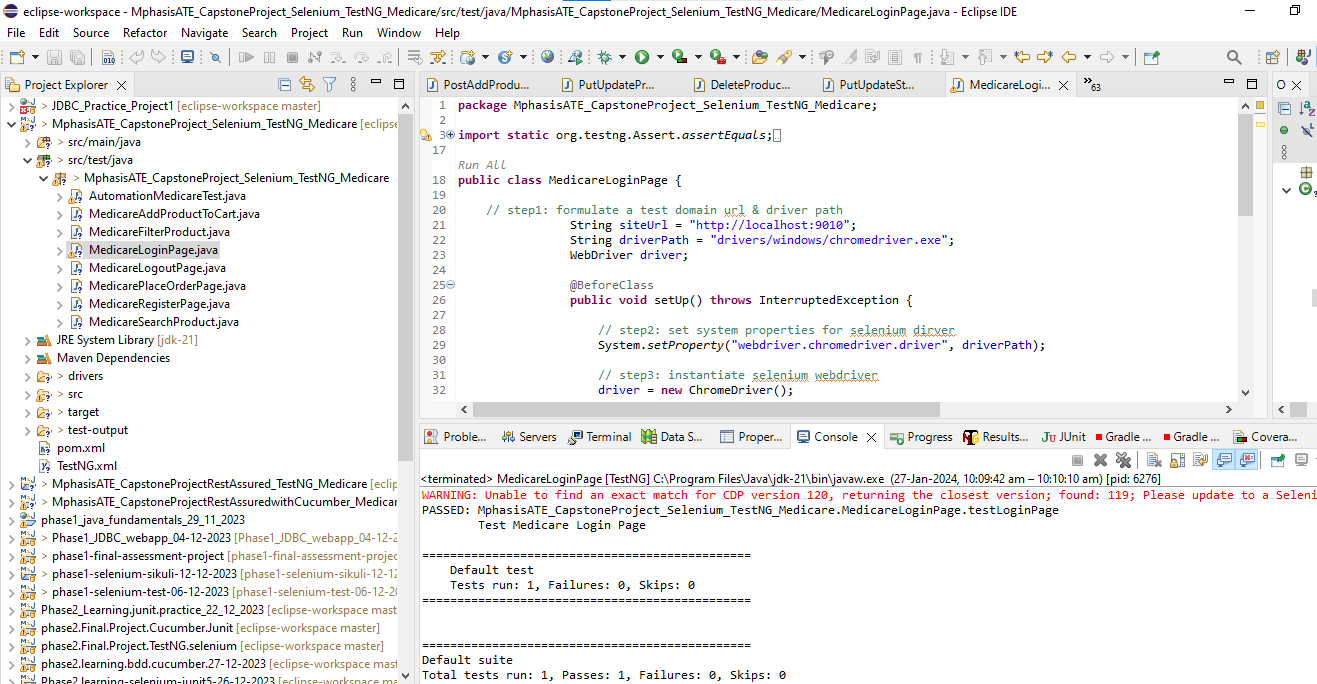 eclipse-workspace - MphasisATE_CapstoneProject_Selenium_TestNG_Medicare/src/test/java/MphasisATE_CapstoneProject_Selenium_TestNG_Medicare/MedicareLoginPage.java - Eclipse IDE
File Edit Source Refactor Navigate Search Project Run Window Help
Project Explorer
> JDBC_Practice_Project1 [eclipse-workspace master]
> MphasisATE_CapstoneProject_Selenium_TestNG_Medicare [eclips
> src/main/java
> src/test/java
> MphasisATE_CapstoneProject_Selenium_TestNG_Medicare
AutomationMedicareTest.java
MedicareAddProductToCart.java
MedicareFilterProduct.java
MedicareLoginPage.java
MedicareLogoutPage.java
MedicarePlaceOrderPage.java
MedicareRegisterPage.java
MedicareSearchProduct.java
JRE System Library [jdk-21]
Maven Dependencies
> drivers
> src
> target
> test-output
pom.xml
TestNG.xml
> MphasisATE_CapstoneProjectRestAssured_TestNG_Medicare [eclip
> MphasisATE_CapstoneProjectRestAssuredwithCucumber_Medicar
phase1_java_fundamentals_29_11_2023
> Phase1_JDBC_webapp_04-12-2023 [Phase1_JDBC_webapp_04-12-2
> phase1-final-assessment-project [phase1-final-assessment-projec
> phase1-selenium-sikuli-12-12-2023 [phase1-selenium-sikuli-12-12
> phase1-selenium-test-06-12-2023 [phase1-selenium-test-06-12-20
Phase2_Learning.junit.practice_22_12_2023 [eclipse-workspace mast
phase2.Final.Project.Cucumber.Junit [eclipse-workspace master]
phase2.Final.Project.TestNG.selenium [eclipse-workspace master]
phase2.learning.bdd.cucumber.27-12-2023 [eclipse-workspace mas
Phase2.learning-selenium-junit5-26-12-2023 [eclipse-workspace m
PostAddProdu... PutUpdatePr... DeleteProduc... PutUpdateSt... MedicareLogi... »63
1 package MphasisATE_CapstoneProject_Selenium_TestNG_Medicare;
2
3 import static org.testng.Assert.assertEquals;
17
Run All
18 public class MedicareLoginPage {
19
20 // step1: formulate a test domain url & driver path
21 String siteUrl = "http://localhost:9010";
22 String driverPath = "drivers/windows/chromedriver.exe";
23 WebDriver driver;
24
25 @BeforeClass
26 public void setUp() throws InterruptedException {
27
28 // step2: set system properties for selenium dirver
29 System.setProperty("webdriver.chromedriver.driver", driverPath);
30
31 // step3: instantiate selenium webdriver
32 driver = new ChromeDriver();
O
Proble... Servers Terminal Data S... Proper... Console Progress Results... JUnit Gradle ... Gradle ... Covera...
<terminated> MedicareLoginPage [TestNG] C:\Program Files\Java\jdk-21\bin\javaw.exe (27-Jan-2024, 10:09:42 am – 10:10:10 am) [pid: 6276]
WARNING: Unable to find an exact match for CDP version 120, returning the closest version; found: 119; Please update to a Seleni
PASSED: MphasisATE_CapstoneProject_Selenium_TestNG_Medicare.MedicareLoginPage.testLoginPage
Test Medicare Login Page
===============================================
Default test
Tests run: 1, Failures: 0, Skips: 0
===============================================
===============================================
Default suite
Total tests run: 1, Passes: 1, Failures: 0, Skips: 0